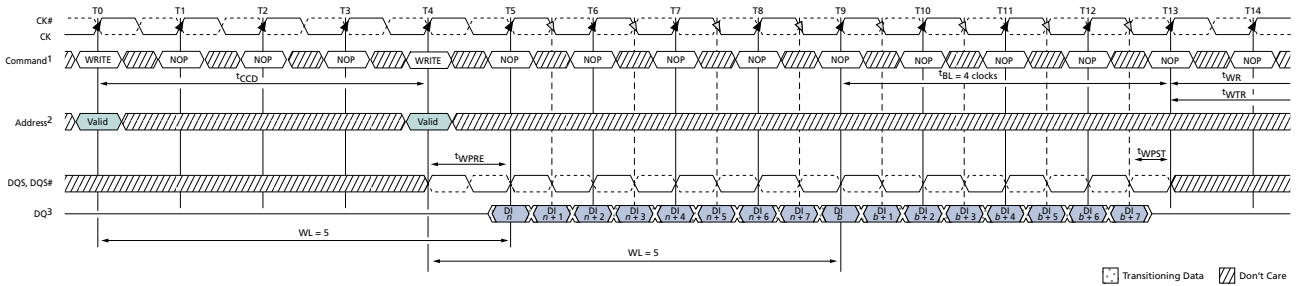 T0 T1 T2 T3 T4 T5 T6 T7 T8 T9 T10 T11 T12 T13 T14
CK#
CK
Command1 WRITE NOP NOP NOP WRITE NOP NOP NOP NOP NOP NOP NOP NOP NOP NOP
tCCD tBL = 4 clocks tWR
tWTR
Address2 Valid Valid
tWPRE tWPST
DQS, DQS#
DQ3 DI n DI n + 1 DI n + 2 DI n + 3 DI n + 4 DI n + 5 DI n + 6 DI n + 7 DI b DI b + 1 DI b + 2 DI b + 3 DI b + 4 DI b + 5 DI b + 6 DI b + 7
WL = 5
WL = 5
Transitioning Data Don't Care